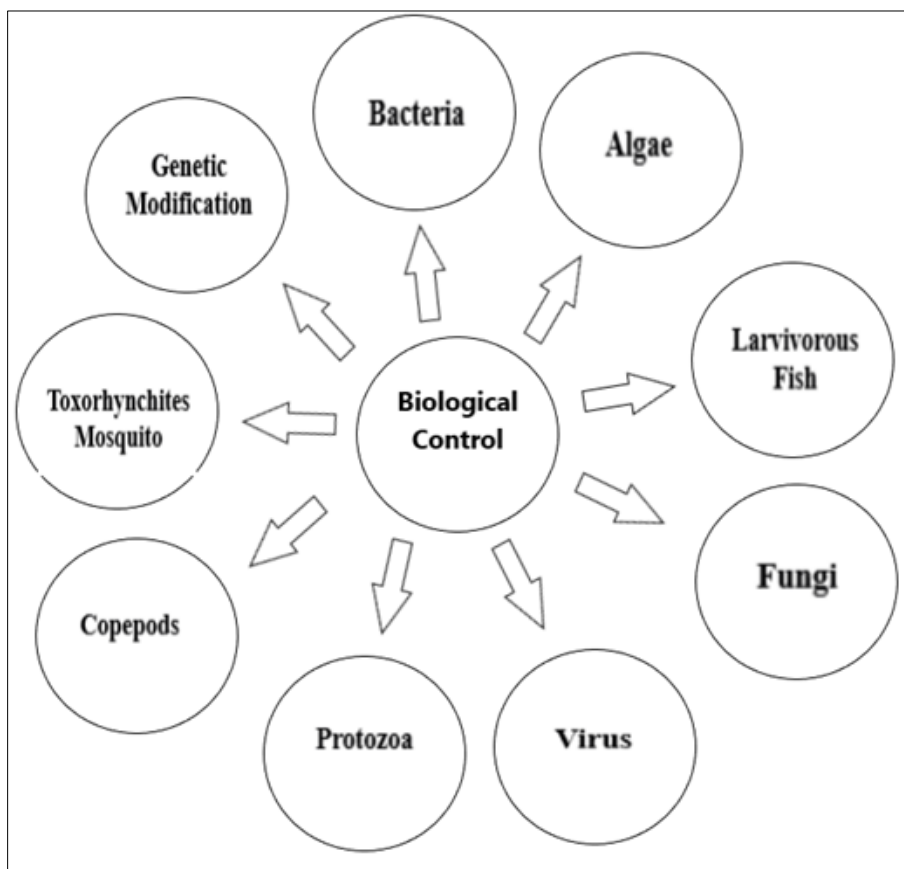 Bacteria
Algae
Genetic
Modification
Larvivorous
Fish
Biological
Control
Toxorhynchites
Mosquito
Fungi
Copepods
Protozoa
Virus